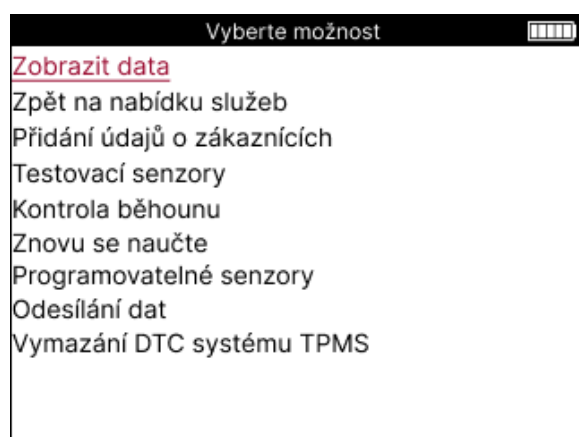 Vyberte možnost
Zobrazit data
Zpět na nabídku služeb
Přidání údajů o zákaznících
Testovací senzory
Kontrola běhounu
Znovu se naučte
Programovatelné senzory
Odesílání dat
Vymazání DTC systému TPMS